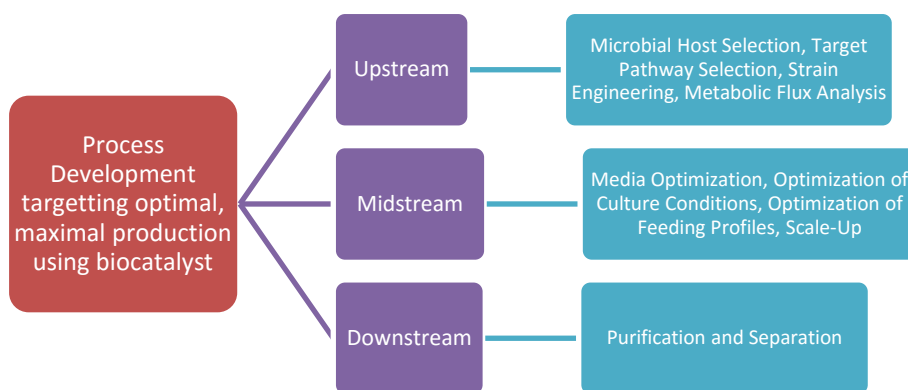 Process
Development
targetting optimal,
maximal production
using biocatalyst
Upstream
Microbial Host Selection, Target
Pathway Selection, Strain
Engineering, Metabolic Flux Analysis
Midstream
Media Optimization, Optimization of
Culture Conditions, Optimization of
Feeding Profiles, Scale-Up
Downstream
Purification and Separation